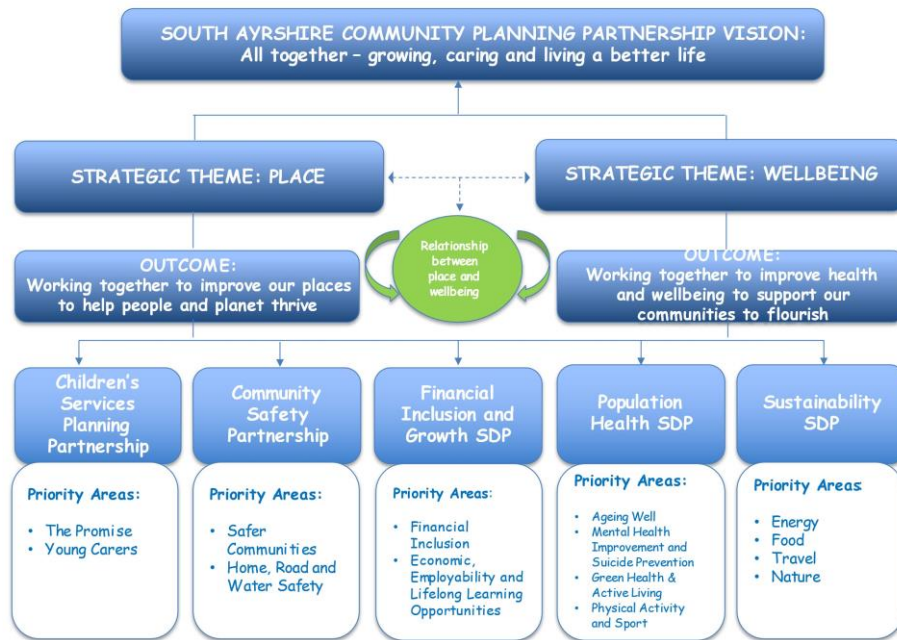 SOUTH AYRSHIRE COMMUNITY PLANNING PARTNERSHIP VISION:
All together – growing, caring and living a better life
STRATEGIC THEME: PLACE
STRATEGIC THEME: WELLBEING
Relationship
between
place and
wellbeing
OUTCOME:
Working together to improve our places
to help people and planet thrive
OUTCOME:
Working together to improve health
and wellbeing to support our
communities to flourish
Children's
Services
Planning
Partnership
Priority Areas:
• The Promise
• Young Carers
Community
Safety
Partnership
Priority Areas:
• Safer
Communities
• Home, Road and
Water Safety
Financial
Inclusion and
Growth SDP
Priority Areas:
• Financial
Inclusion
• Economic,
Employability and
Lifelong Learning
Opportunities
Population
Health SDP
Priority Areas:
• Ageing Well
• Mental Health
Improvement and
Suicide Prevention
• Green Health &
Active Living
• Physical Activity
and Sport
Sustainability
SDP
Priority Areas:
• Energy
• Food
• Travel
• Nature